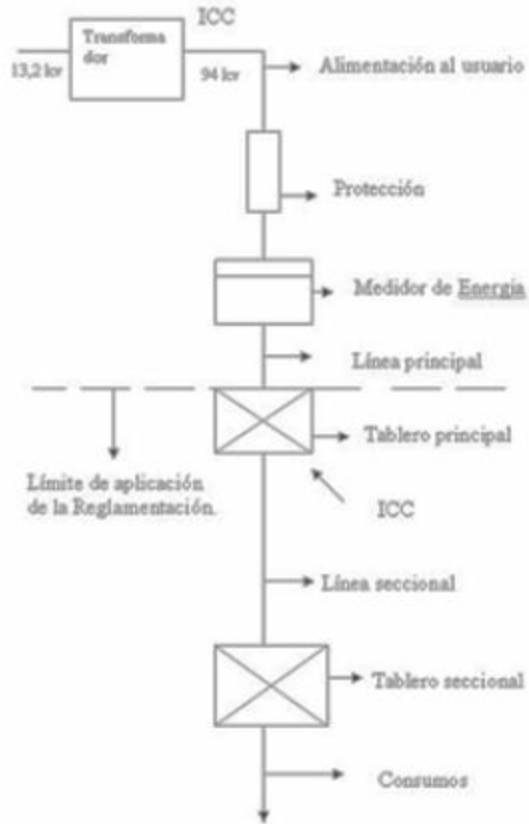 ICC
Transforma
dor
13,2 kv
94 kv
Alimentación al usuario
Protección
Medidor de Energia
Línea principal
Tablero principal
Límite de aplicación
de la Reglamentación.
ICC
Línea seccional
Tablero seccional
Consumos